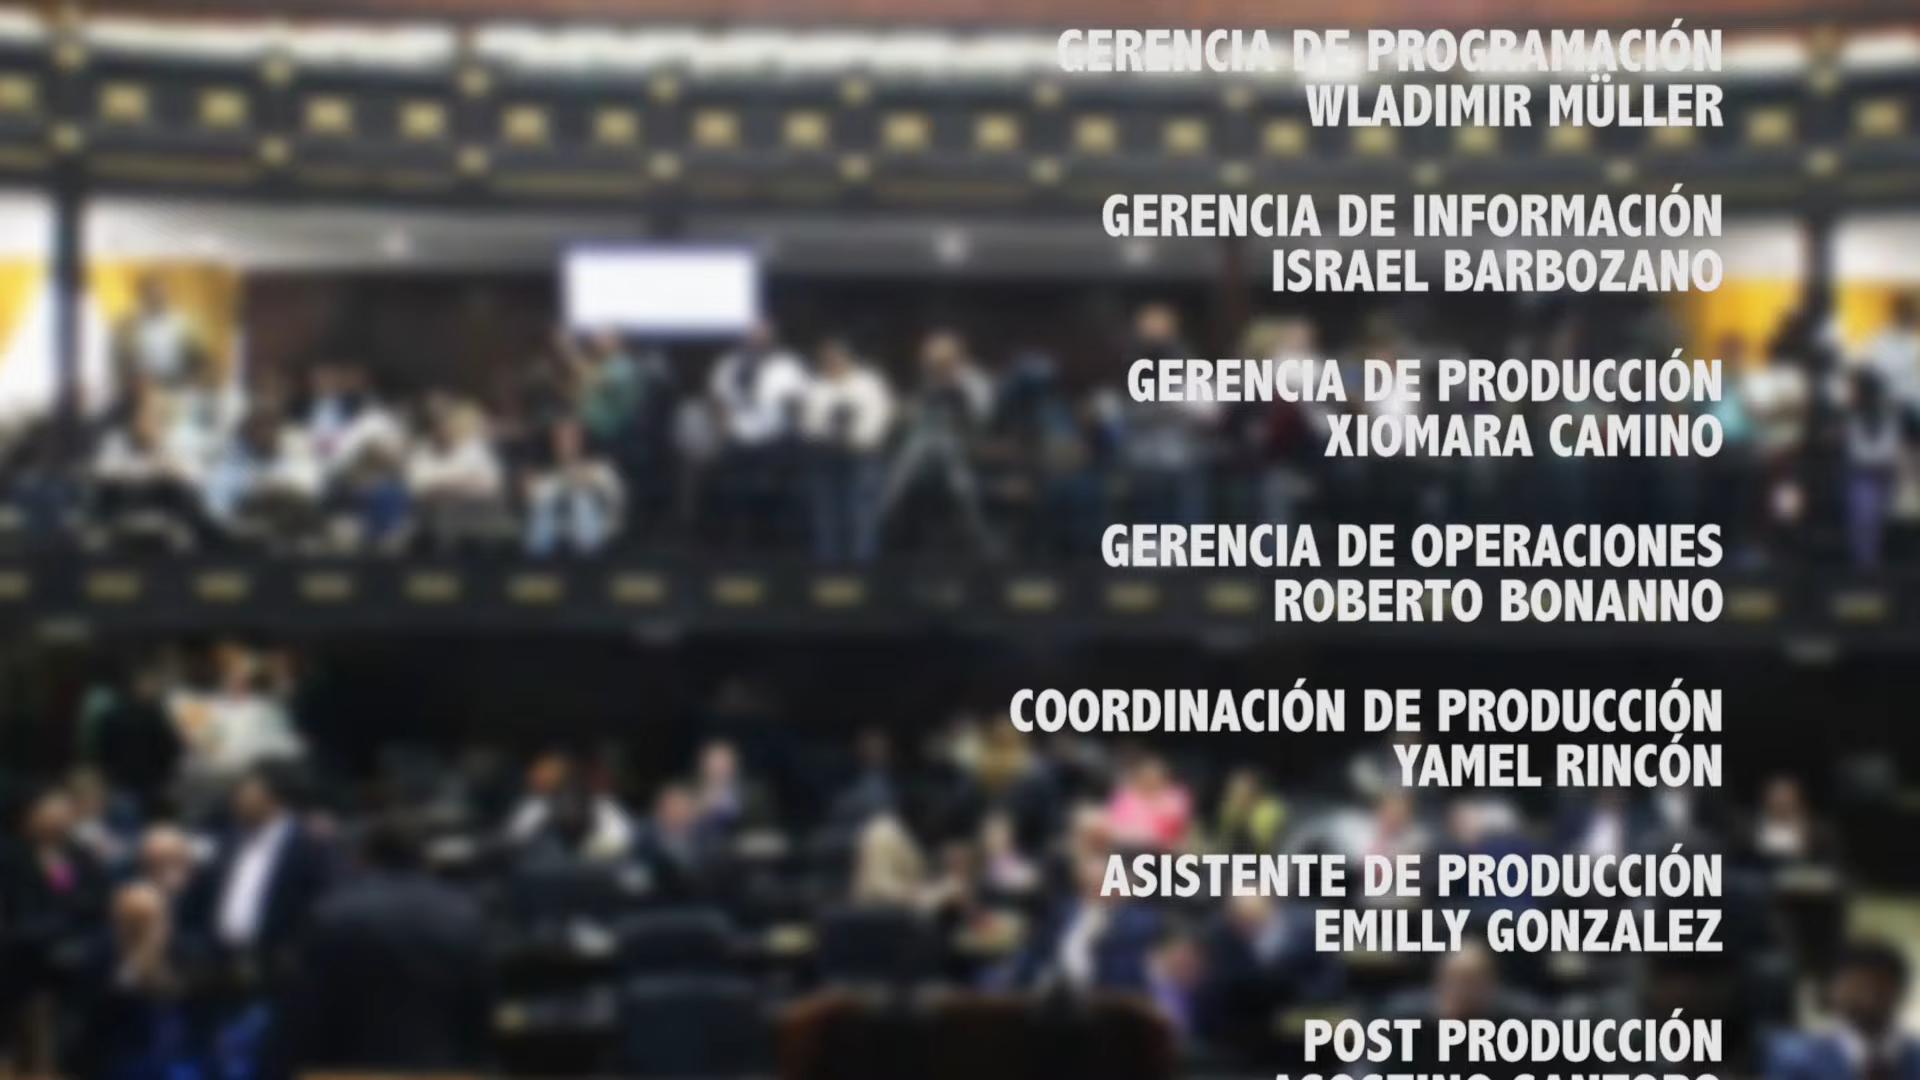 GERENCIA DE PROGRAMACIÓN
WLADIMIR MÜLLER
GERENCIA DE INFORMACIÓN
ISRAEL BARBOZANO
GERENCIA DE PRODUCCIÓN
XIOMARA CAMINO
GERENCIA DE OPERACIONES
ROBERTO BONANNO
COORDINACIÓN DE PRODUCCIÓN
YAMEL RINCÓN
ASISTENTE DE PRODUCCIÓN
EMILLY GONZALEZ
POST PRODUCCIÓN